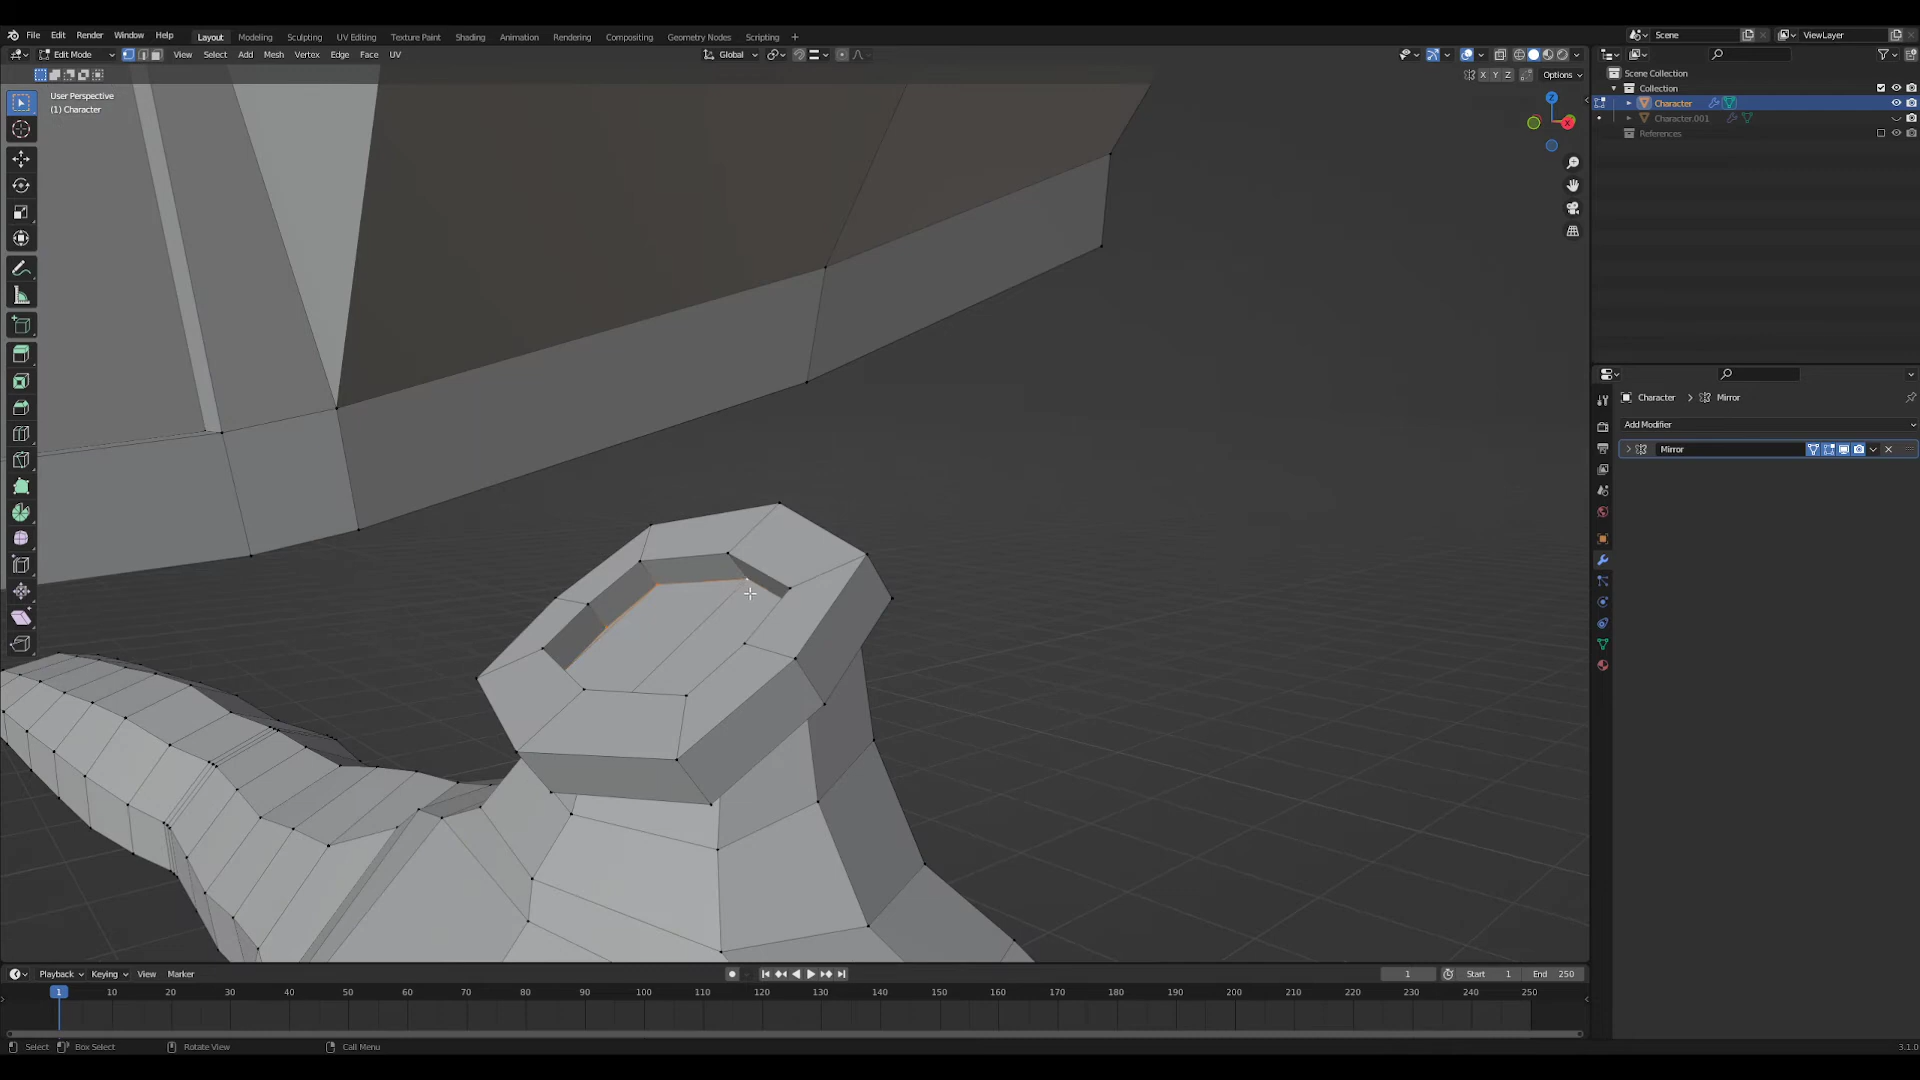 File Edit Render Window Help Layout Modeling Sculpting UV Editing Texture Paint Shading Animation Rendering Compositing Geometry Nodes Scripting + Scene ViewLayer
Edit Mode View Select Add Mesh Vertex Edge Face UV Global
X Y Z Options
User Perspective
(1) Character
Z
X
Scene Collection
Collection
Character
Character.001
References
Character > Mirror
Add Modifier
Mirror
Playback Keying View Marker 1 Start 1 End 250
1 10 20 30 40 50 60 70 80 90 100 110 120 130 140 150 160 170 180 190 200 210 220 230 240 250
Select Box Select Rotate View Call Menu 3.1.0